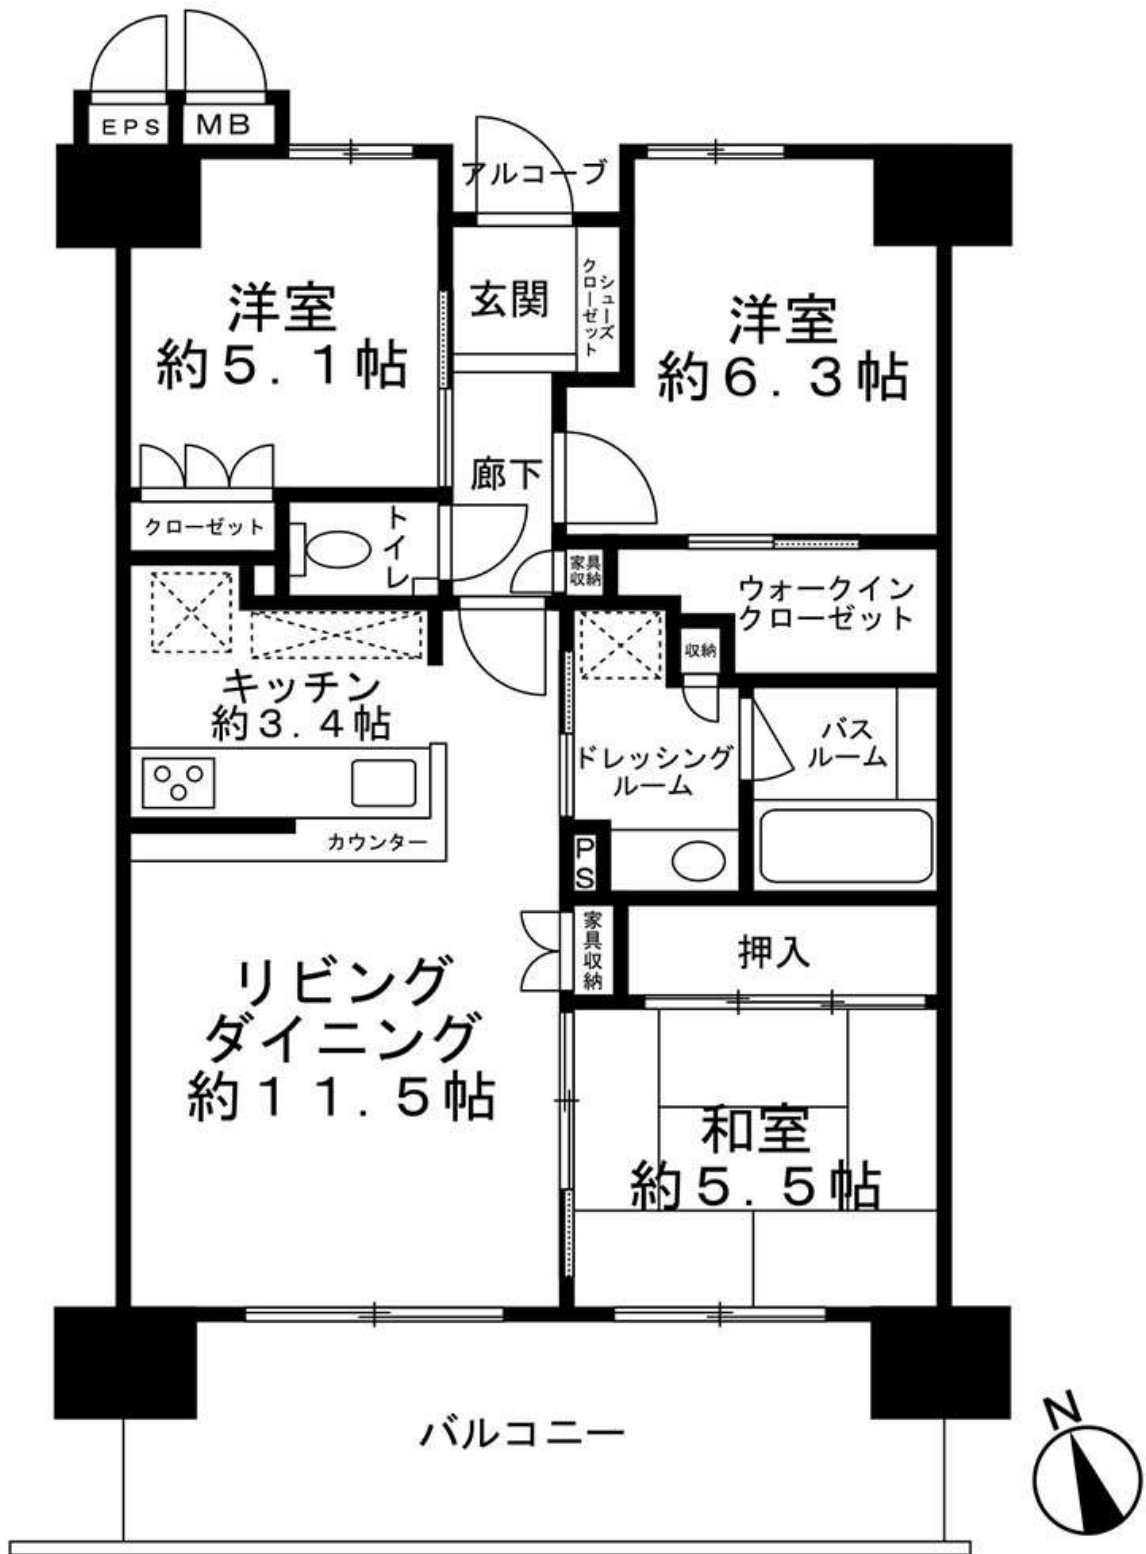 EPS
MB
アルコーブ
玄関
シューズ
クローゼット
洋室
約5.1帖
洋室
約6.3帖
廊下
クローゼット
トイレ
家具
収納
ウォークイン
クローゼット
収納
キッチン
約3.4帖
ドレッシング
ルーム
バス
ルーム
カウンター
PS
家具収納
押入
リビング
ダイニング
約11.5帖
和室
約5.5帖
バルコニー
N